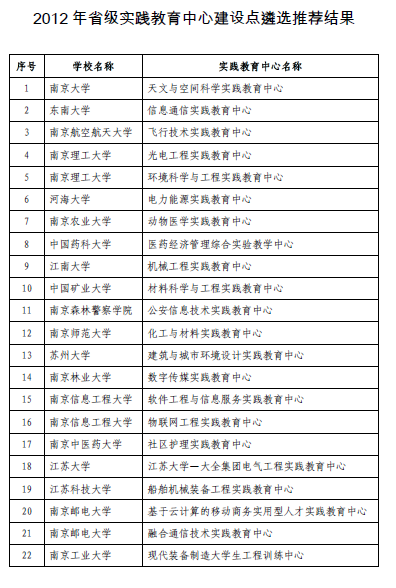 2012 年省级实践教育中心建设点遴选推荐结果
序号 学校名称 实践教育中心名称
1 南京大学 天文与空间科学实践教育中心
2 东南大学 信息通信实践教育中心
3 南京航空航天大学 飞行技术实践教育中心
4 南京理工大学 光电工程实践教育中心
5 南京理工大学 环境科学与工程实践教育中心
6 河海大学 电力能源实践教育中心
7 南京农业大学 动物医学实践教育中心
8 中国药科大学 医药经济管理综合实验教学中心
9 江南大学 机械工程实践教育中心
10 中国矿业大学 材料科学与工程实践教育中心
11 南京森林警察学院 公安信息技术实践教育中心
12 南京师范大学 化工与材料实践教育中心
13 苏州大学 建筑与城市环境设计实践教育中心
14 南京林业大学 数字传媒实践教育中心
15 南京信息工程大学 软件工程与信息服务实践教育中心
16 南京信息工程大学 物联网工程实践教育中心
17 南京中医药大学 社区护理实践教育中心
18 江苏大学 江苏大学—大全集团电气工程实践教育中心
19 江苏科技大学 船舶机械装备工程实践教育中心
20 南京邮电大学 基于云计算的移动商务实用型人才实践教育中心
21 南京邮电大学 融合通信技术实践教育中心
22 南京工业大学 现代装备制造大学生工程训练中心